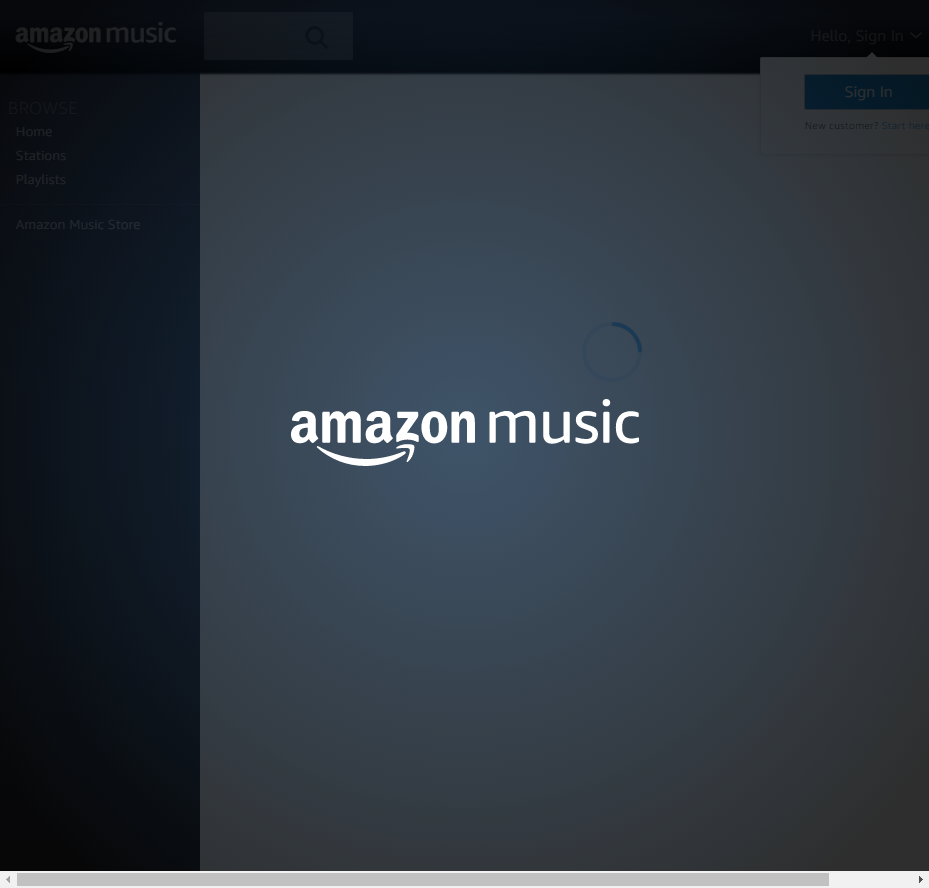 amazon music
Hello, Sign In
Sign In
New customer? Start here
BROWSE
Home
Stations
Playlists
Amazon Music Store
amazon music